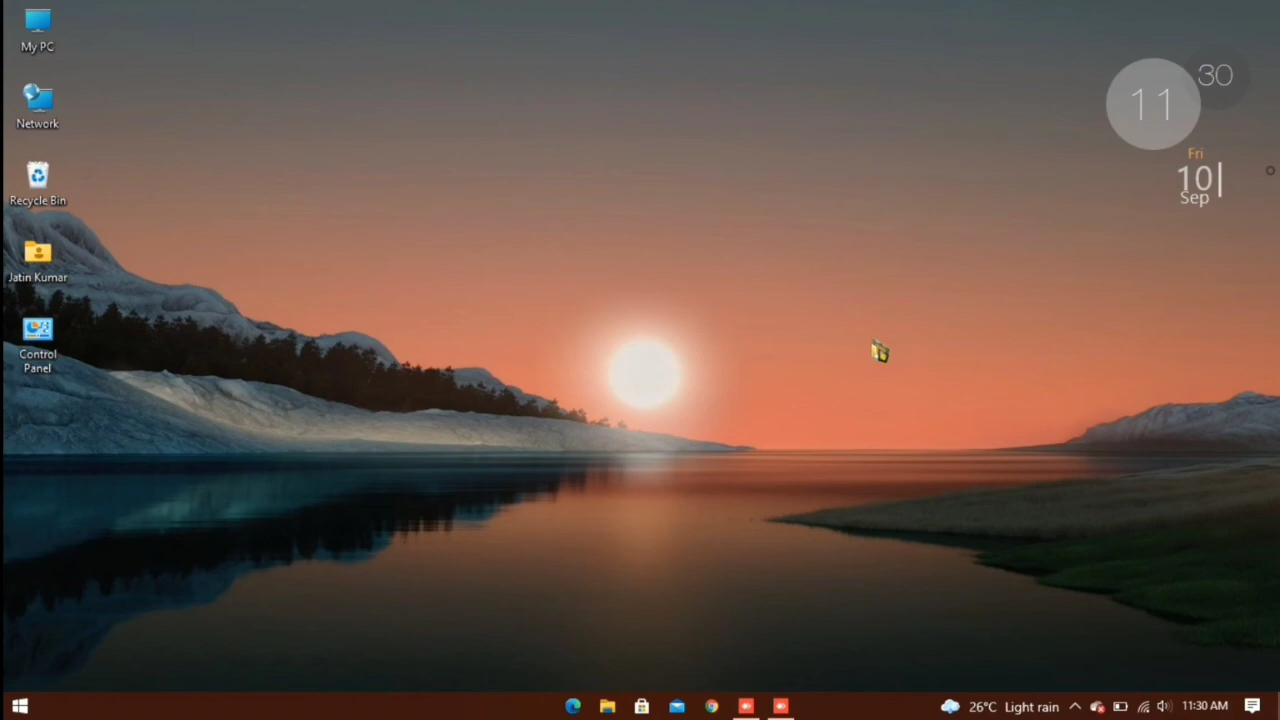 My PC
Network
Recycle Bin
Jatin Kumar
Control
Panel
30
11
Fri
10
Sep
26°C Light rain
11:30 AM